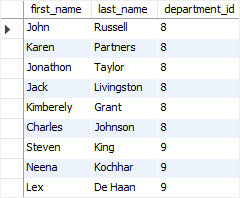 first_name last_name department_id
John Russell 8
Karen Partners 8
Jonathon Taylor 8
Jack Livingston 8
Kimberely Grant 8
Charles Johnson 8
Steven King 9
Neena Kochhar 9
Lex De Haan 9